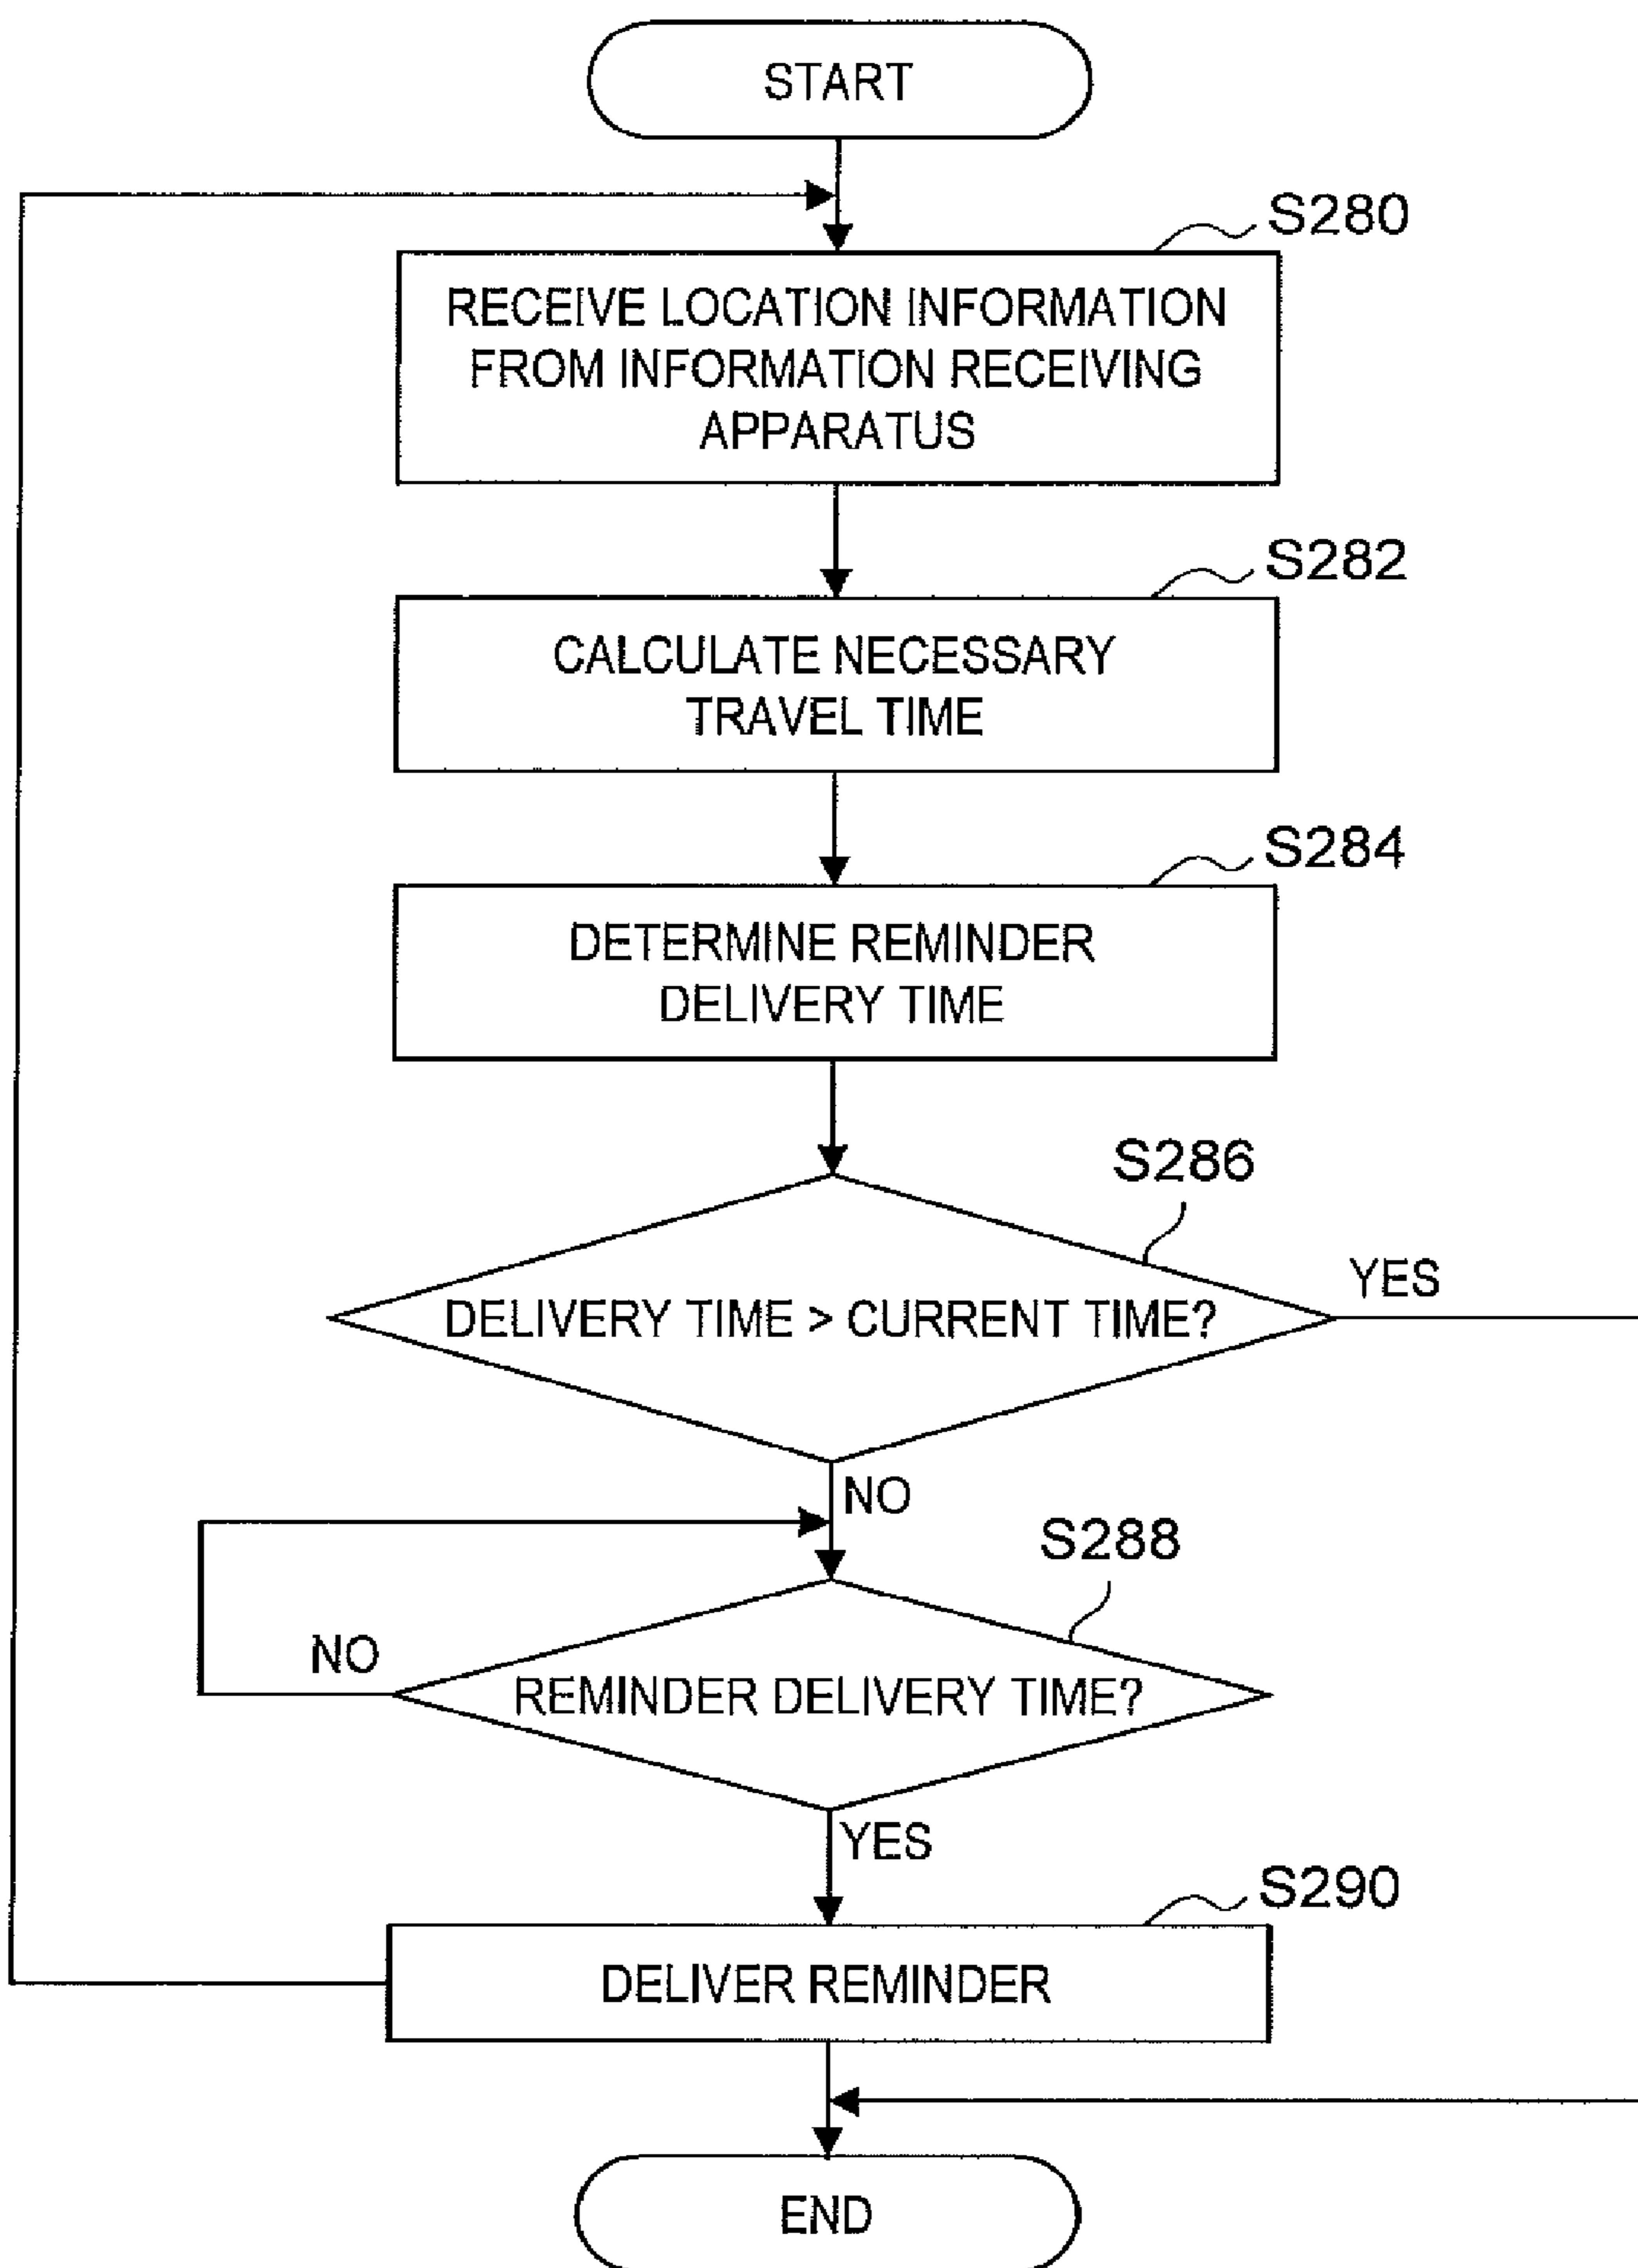 START
S280
RECEIVE LOCATION INFORMATION
FROM INFORMATION RECEIVING
APPARATUS
S282
CALCULATE NECESSARY
TRAVEL TIME
S284
DETERMINE REMINDER
DELIVERY TIME
S286
YES
DELIVERY TIME > CURRENT TIME?
NO
S288
NO
REMINDER DELIVERY TIME?
YES
S290
DELIVER REMINDER
END